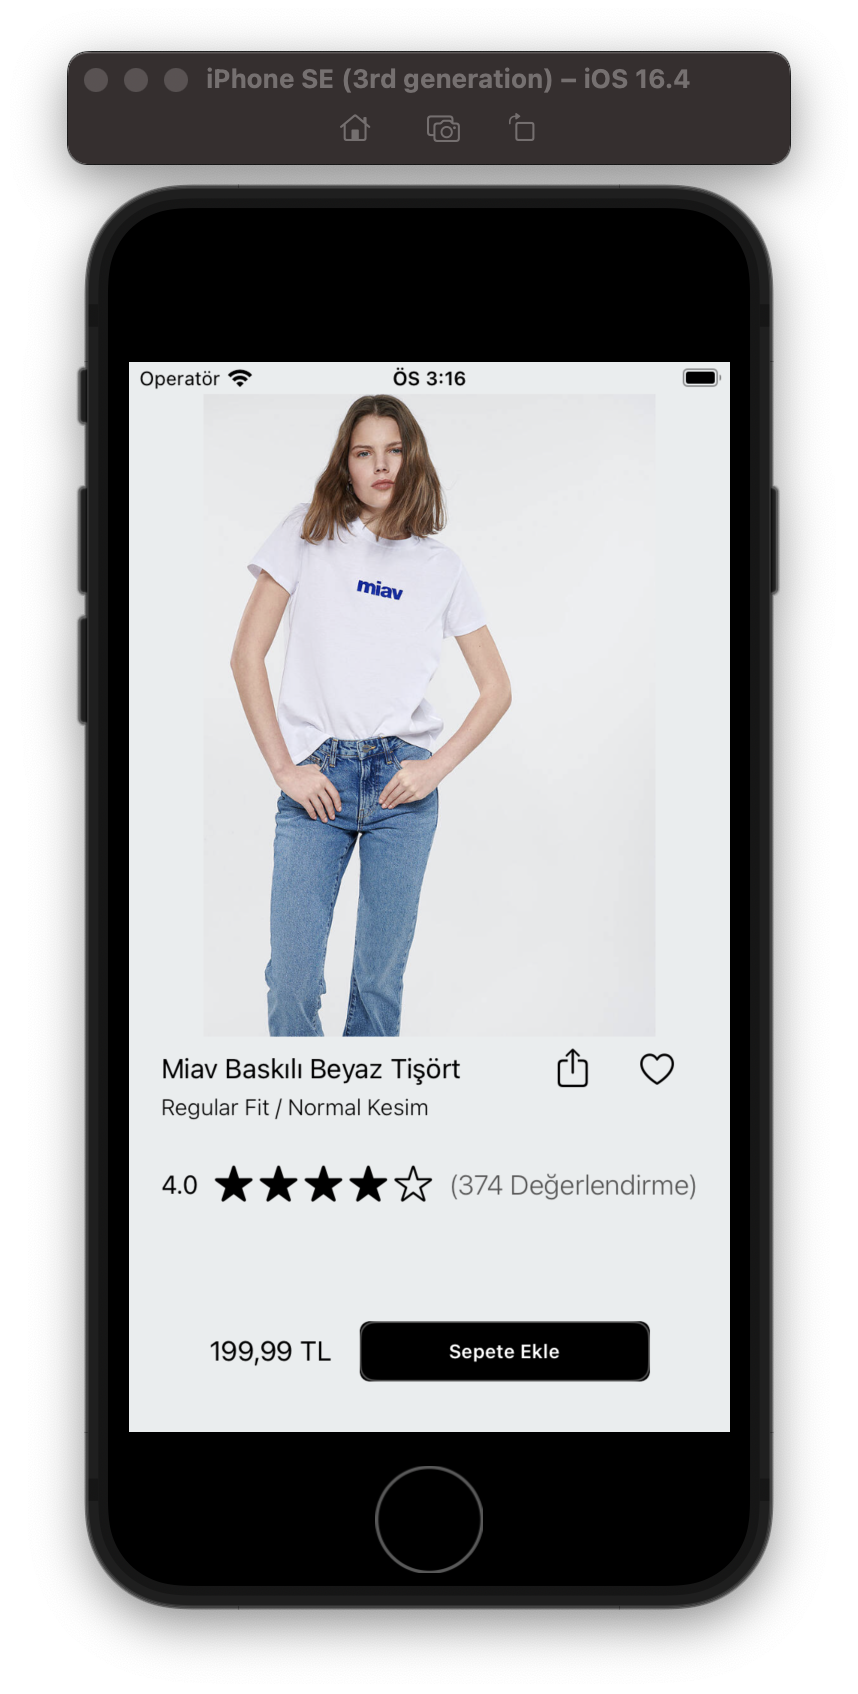 iPhone SE (3rd generation) – iOS 16.4
Operatör ÖS 3:16
miav
Miav Baskılı Beyaz Tişört
Regular Fit / Normal Kesim
4.0 (374 Değerlendirme)
199,99 TL Sepete Ekle